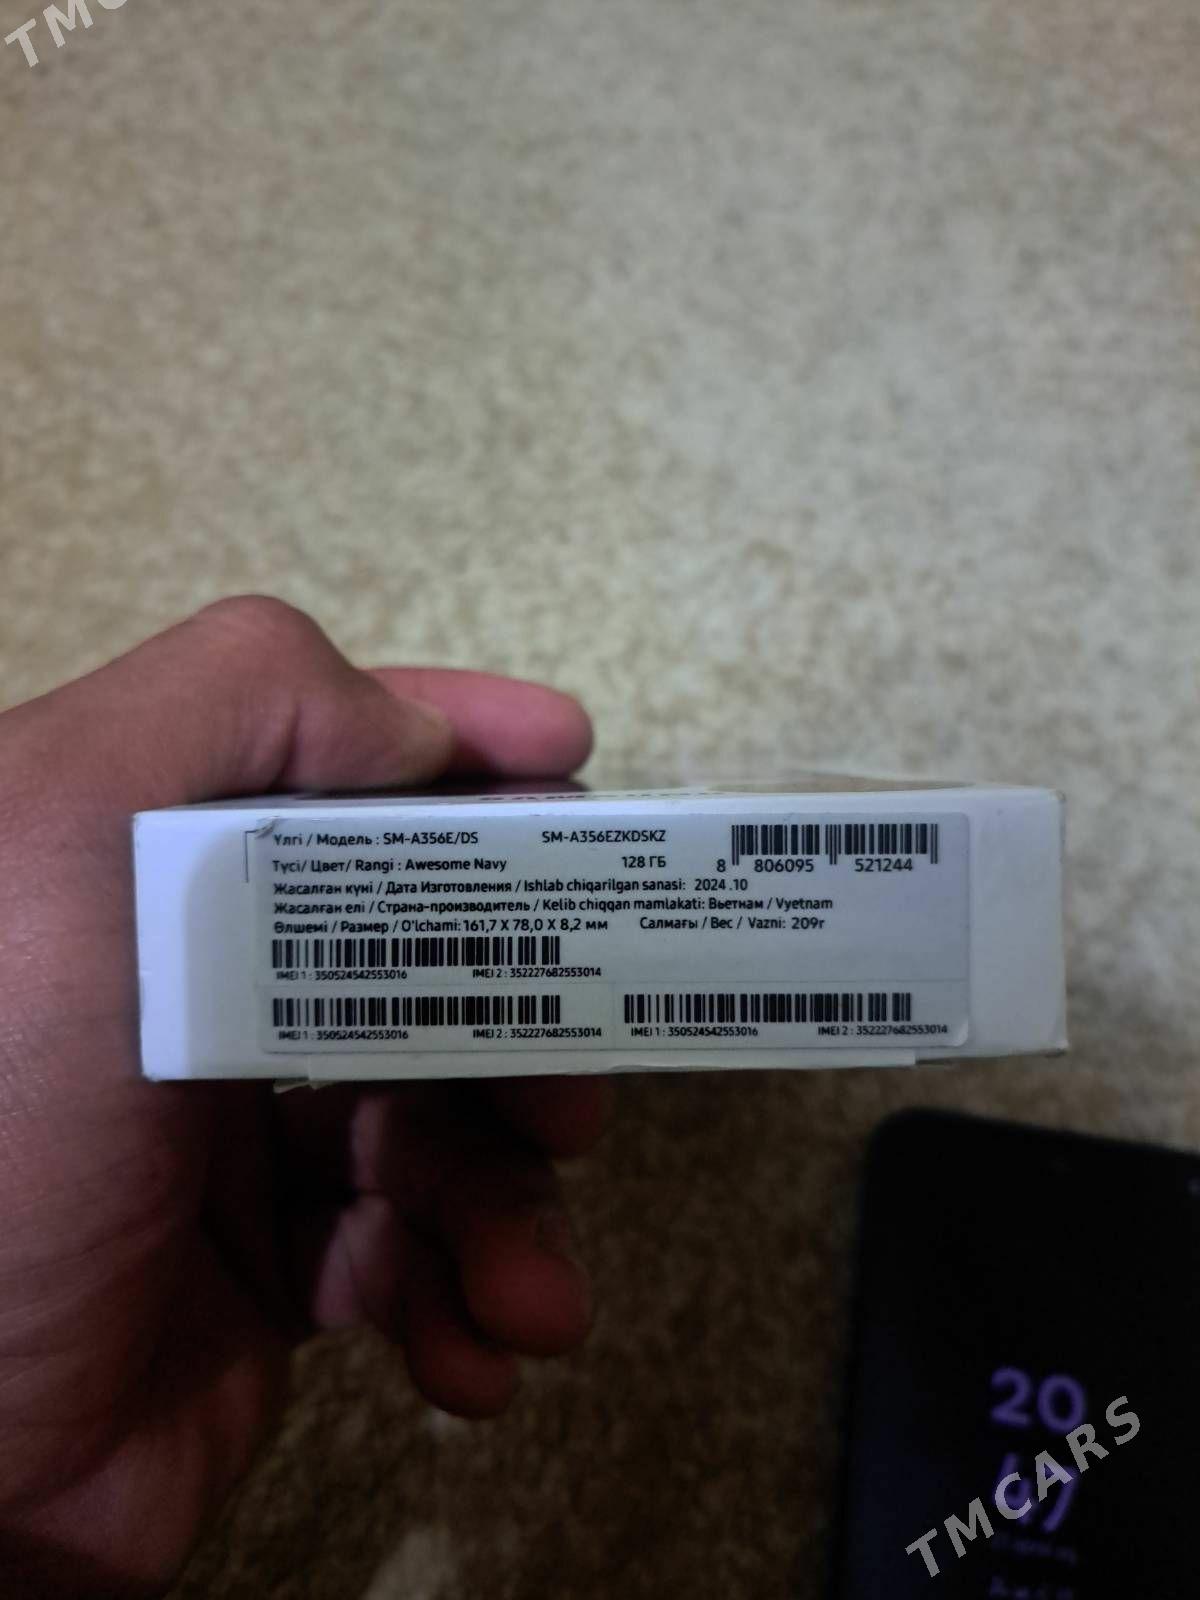 TMC
Үлгі / Модель : SM-A356E/DS SM-A356EZKDSKZ
Түсі/ Цвет/ Rangi : Awesome Navy 128 ГБ
8 806095 521244
Жасалған күні / Дата Изготовления / Ishlab chiqarilgan sanasi: 2024 .10
Жасалған елі / Страна-производитель / Kelib chiqqan mamlakati: Вьетнам / Vyetnam
Өлшемі / Размер / O'lchami: 161,7 X 78,0 X 8,2 мм Салмағы / Вес / Vazni: 209г
IMEI 1 : 350524542553016 IMEI 2 : 352227682553014
IMEI 1 : 350524542553016 IMEI 2 : 352227682553014 IMEI 1 : 350524542553016 IMEI 2 : 352227682553014
20
47
TMCARS